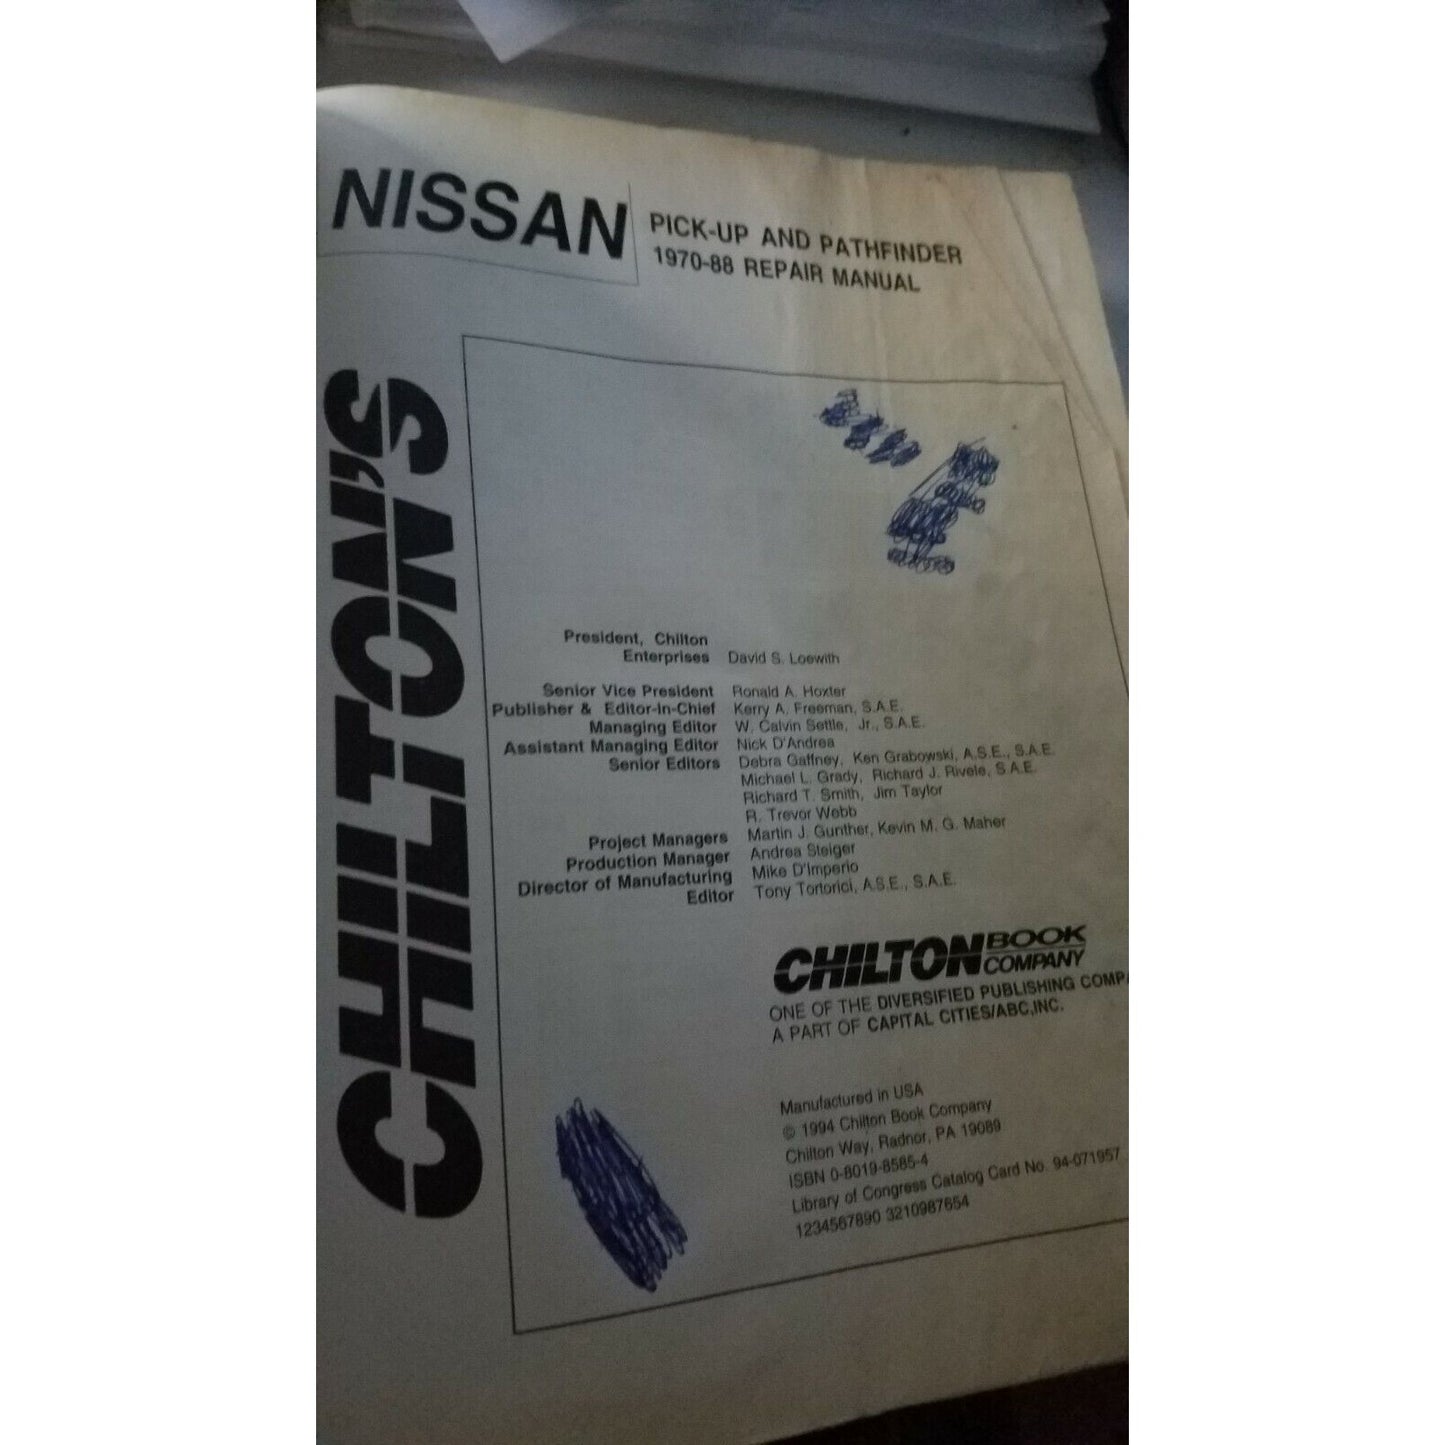 NISSAN
PICK-UP AND PATHFINDER
1970-88 REPAIR MANUAL
CHILTON'S
President, Chilton
Enterprises David S. Loewith
Senior Vice President Ronald A. Hoxter
Publisher & Editor-In-Chief Kerry A. Freeman, S.A.E.
Managing Editor W. Calvin Settle, Jr., S.A.E.
Assistant Managing Editor Nick D'Andrea
Senior Editors Debra Gaffney, Ken Grabowski, A.S.E., S.A.E.
Michael L. Grady, Richard J. Rivele, S.A.E.
Richard T. Smith, Jim Taylor
R. Trevor Webb
Project Managers Martin J. Gunther, Kevin M. G. Maher
Production Manager Andrea Steiger
Director of Manufacturing Mike D'Imperio
Editor Tony Tortorici, A.S.E., S.A.E.
CHILTON BOOK
COMPANY
ONE OF THE DIVERSIFIED PUBLISHING COMPA
A PART OF CAPITAL CITIES/ABC,INC.
Manufactured in USA
© 1994 Chilton Book Company
Chilton Way, Radnor, PA 19089
ISBN 0-8019-8585-4
Library of Congress Catalog Card No. 94-071957
1234567890 3210987654